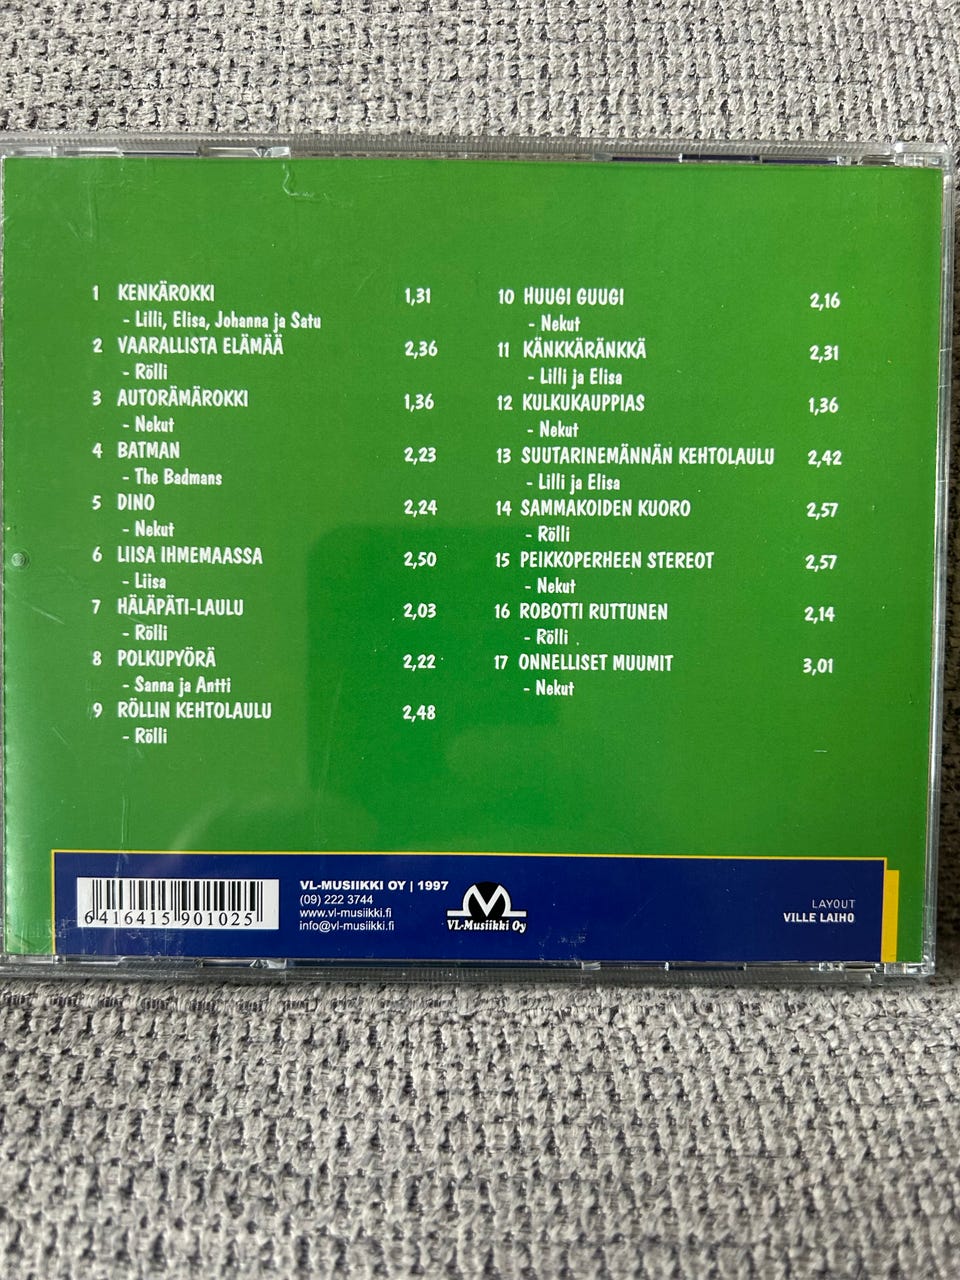 1 KENKÄROKKI 1,31
- Lilli, Elisa, Johanna ja Satu
2 VAARALLISTA ELÄMÄÄ 2,36
- Rölli
3 AUTORÄMÄROKKI 1,36
- Nekut
4 BATMAN 2,23
- The Badmans
5 DINO 2,24
- Nekut
6 LIISA IHMEMAASSA 2,50
- Liisa
7 HÄLÄPÄTI-LAULU 2,03
- Rölli
8 POLKUPYÖRÄ 2,22
- Sanna ja Antti
9 RÖLLIN KEHTOLAULU 2,48
- Rölli
10 HUUGI GUUGI 2,16
- Nekut
11 KÄNKKÄRÄNKKÄ 2,31
- Lilli ja Elisa
12 KULKUKAUPPIAS 1,36
- Nekut
13 SUUTARINEMÄNNÄN KEHTOLAULU 2,42
- Lilli ja Elisa
14 SAMMAKOIDEN KUORO 2,57
- Rölli
15 PEIKKOPERHEEN STEREOT 2,57
- Nekut
16 ROBOTTI RUTTUNEN 2,14
- Rölli
17 ONNELLISET MUUMIT 3,01
- Nekut
6 416415 901025
VL-MUSIIKKI OY | 1997
(09) 222 3744
www.vl-musiikki.fi
info@vl-musiikki.fi
VL-Musiikki Oy
LAYOUT
VILLE LAIHO